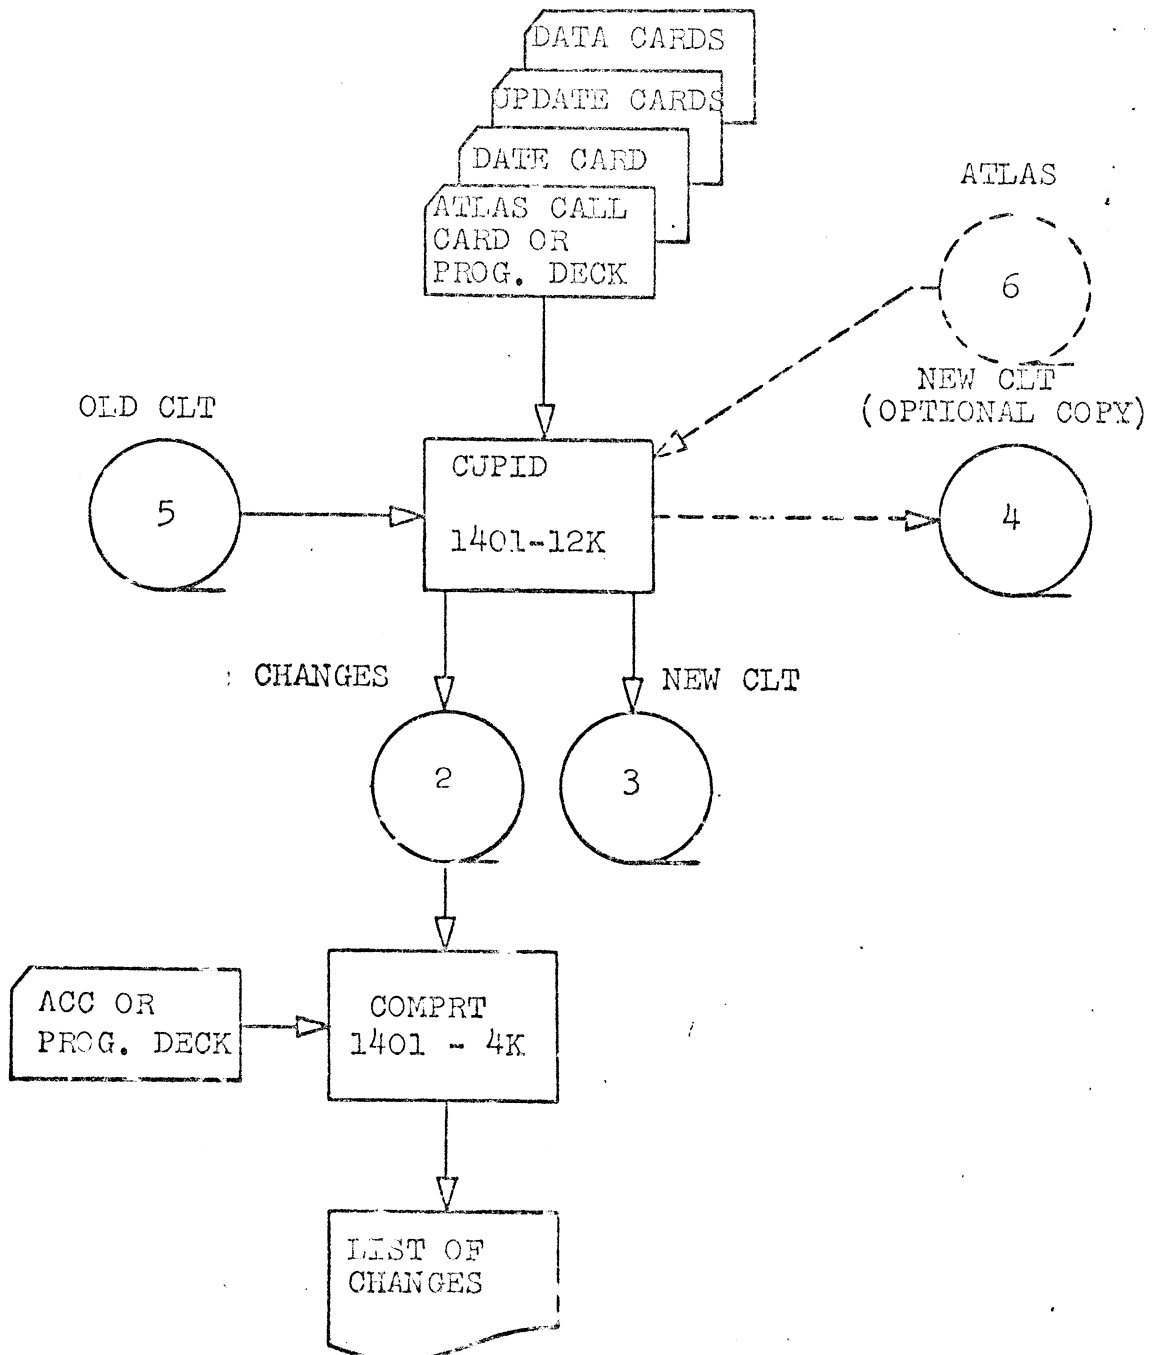 DATA CARDS
UPDATE CARDS
DATE CARD
ATLAS CALL
CARD OR
PROG. DECK
ATLAS
6
NEW CLT
(OPTIONAL COPY)
4
OLD CLT
5
CUPID
1401-12K
CHANGES
NEW CLT
2
3
ACC OR
PROG. DECK
COMPRT
1401 - 4K
LIST OF
CHANGES